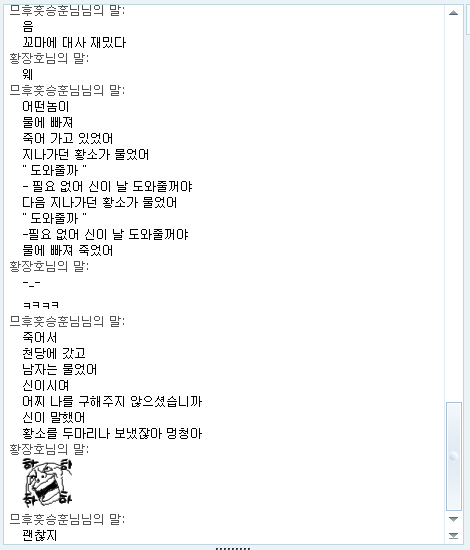 므후훗승훈님님의 말:
음
꼬마에 대사 재밌다
황장호님의 말:
웨
므후훗승훈님님의 말:
어떤놈이
물에 빠져
죽어 가고 있었어
지나가던 황소가 물었어
" 도와줄까 "
- 필요 없어 신이 날 도와줄꺼야
다음 지나가던 황소가 물었어
" 도와줄까 "
-필요 없어 신이 날 도와줄꺼야
물에 빠져 죽었어
황장호님의 말:
-_-
ㅋㅋㅋㅋ
므후훗승훈님님의 말:
죽어서
천당에 갔고
남자는 물었어
신이시여
어찌 나를 구해주지 않으셨습니까
신이 말했어
황소를 두마리나 보냈잖아 멍청아
황장호님의 말:
하 하
하 하
므후훗승훈님님의 말:
괜찮지